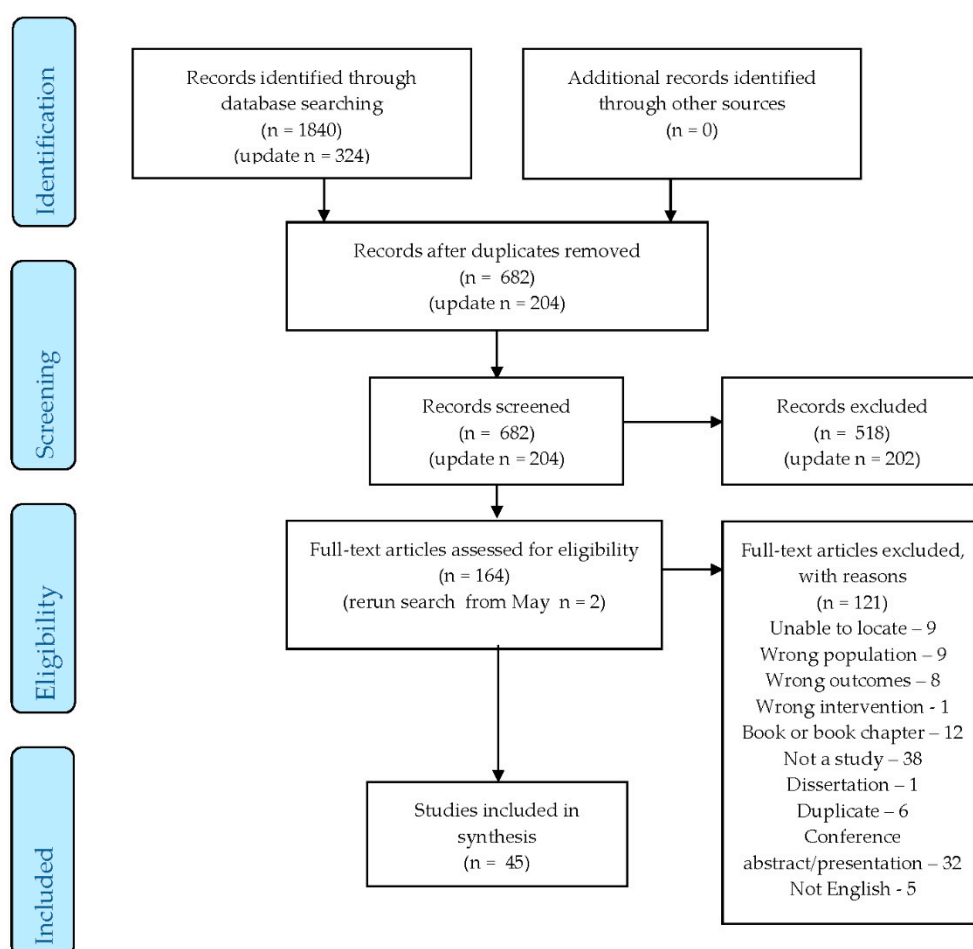 Identification
Records identified through
database searching
(n = 1840)
(update n = 324)
Additional records identified
through other sources
(n = 0)
Records after duplicates removed
(n = 682)
(update n = 204)
Screening
Records screened
(n = 682)
(update n = 204)
Records excluded
(n = 518)
(update n = 202)
Eligibility
Full-text articles assessed for eligibility
(n = 164)
(rerun search from May n = 2)
Full-text articles excluded,
with reasons
(n = 121)
Unable to locate – 9
Wrong population – 9
Wrong outcomes – 8
Wrong intervention - 1
Book or book chapter – 12
Not a study – 38
Dissertation – 1
Duplicate – 6
Conference
abstract/presentation – 32
Not English - 5
Included
Studies included in
synthesis
(n = 45)